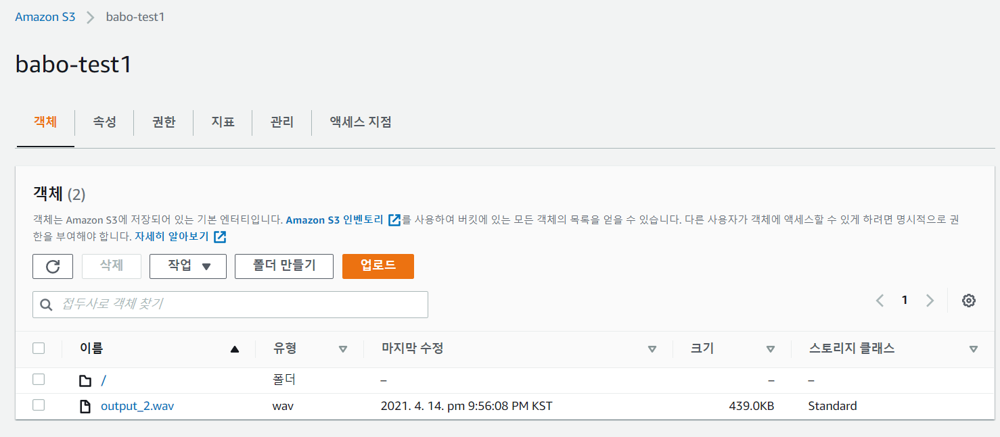 Amazon S3 > babo-test1
babo-test1
객체 속성 권한 지표 관리 액세스 지점
객체 (2)
객체는 Amazon S3에 저장되어 있는 기본 엔터티입니다. Amazon S3 인벤토리 를 사용하여 버킷에 있는 모든 객체의 목록을 얻을 수 있습니다. 다른 사용자가 객체에 액세스할 수 있게 하려면 명시적으로 권
한을 부여해야 합니다. 자세히 알아보기
삭제 작업 폴더 만들기 업로드
접두사로 객체 찾기 1
이름 유형 마지막 수정 크기 스토리지 클래스
/ 폴더 – – –
output_2.wav wav 2021. 4. 14. pm 9:56:08 PM KST 439.0KB Standard